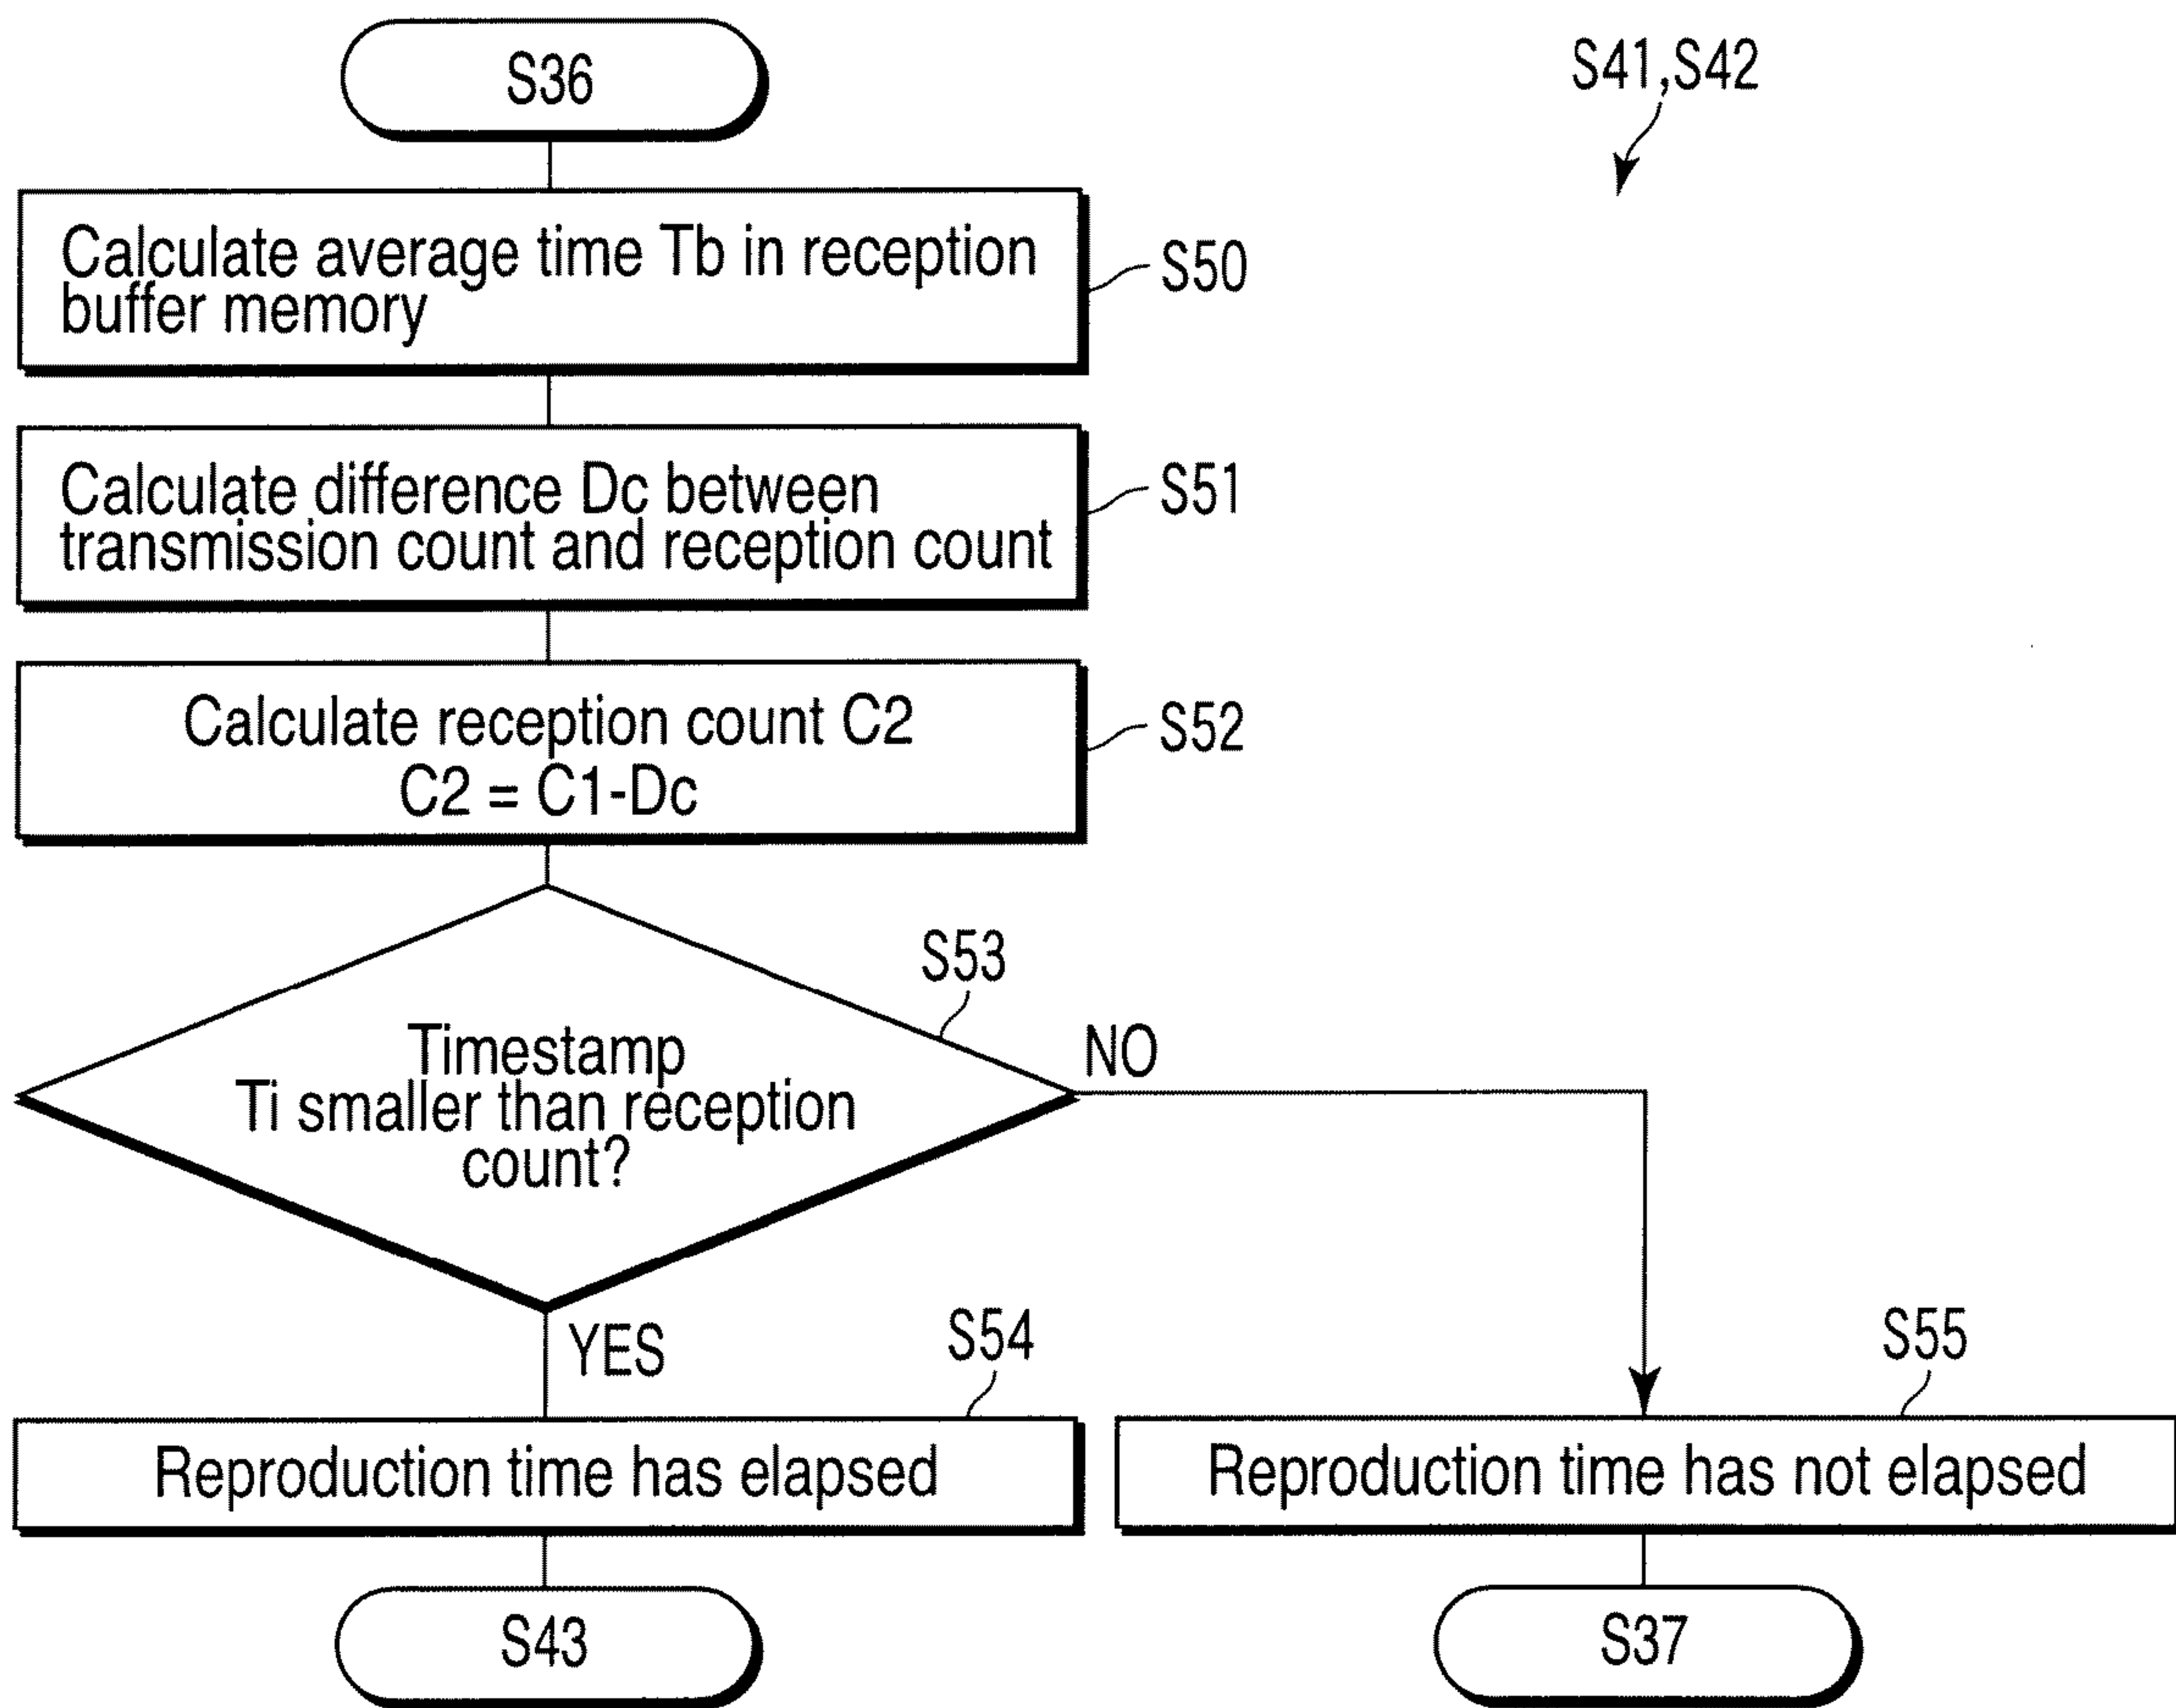 S36
S41,S42
Calculate average time Tb in reception
buffer memory
S50
Calculate difference Dc between
transmission count and reception count
S51
Calculate reception count C2
C2 = C1-Dc
S52
S53
Timestamp
Ti smaller than reception
count?
NO
YES
S54
S55
Reproduction time has elapsed
Reproduction time has not elapsed
S43
S37